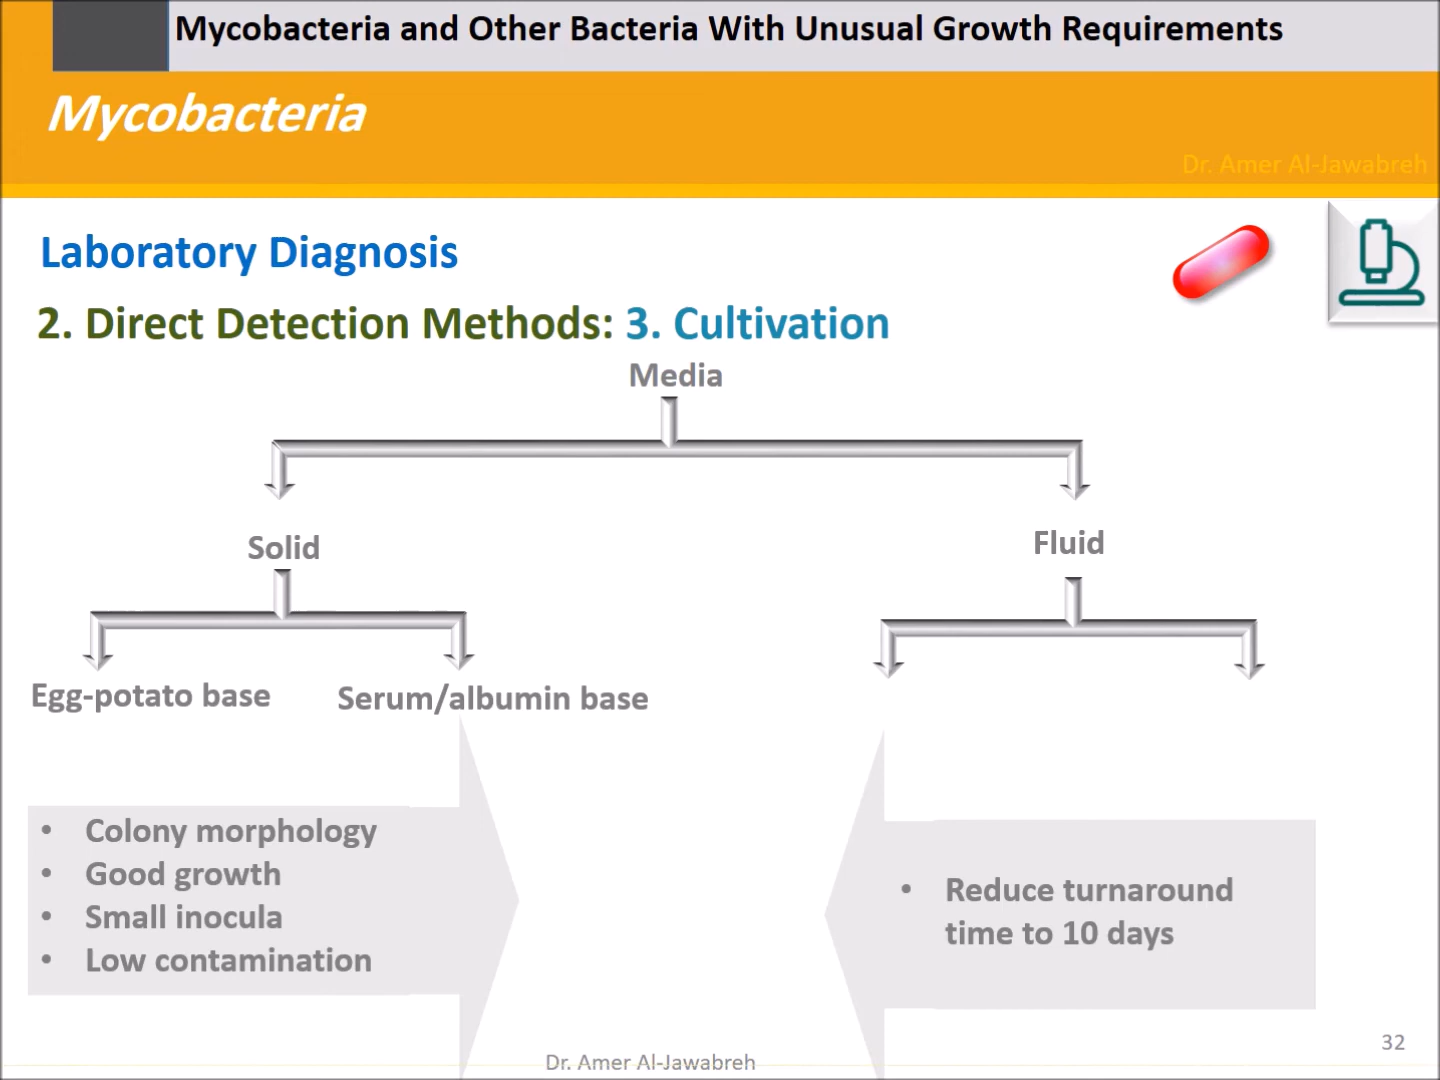 Mycobacteria and Other Bacteria With Unusual Growth Requirements
Mycobacteria
Dr. Amer Al-Jawabreh
Laboratory Diagnosis
2. Direct Detection Methods: 3. Cultivation
Media
Solid
Fluid
Egg-potato base
Serum/albumin base
• Colony morphology
• Good growth
• Small inocula
• Low contamination
• Reduce turnaround
time to 10 days
32
Dr. Amer Al-Jawabreh